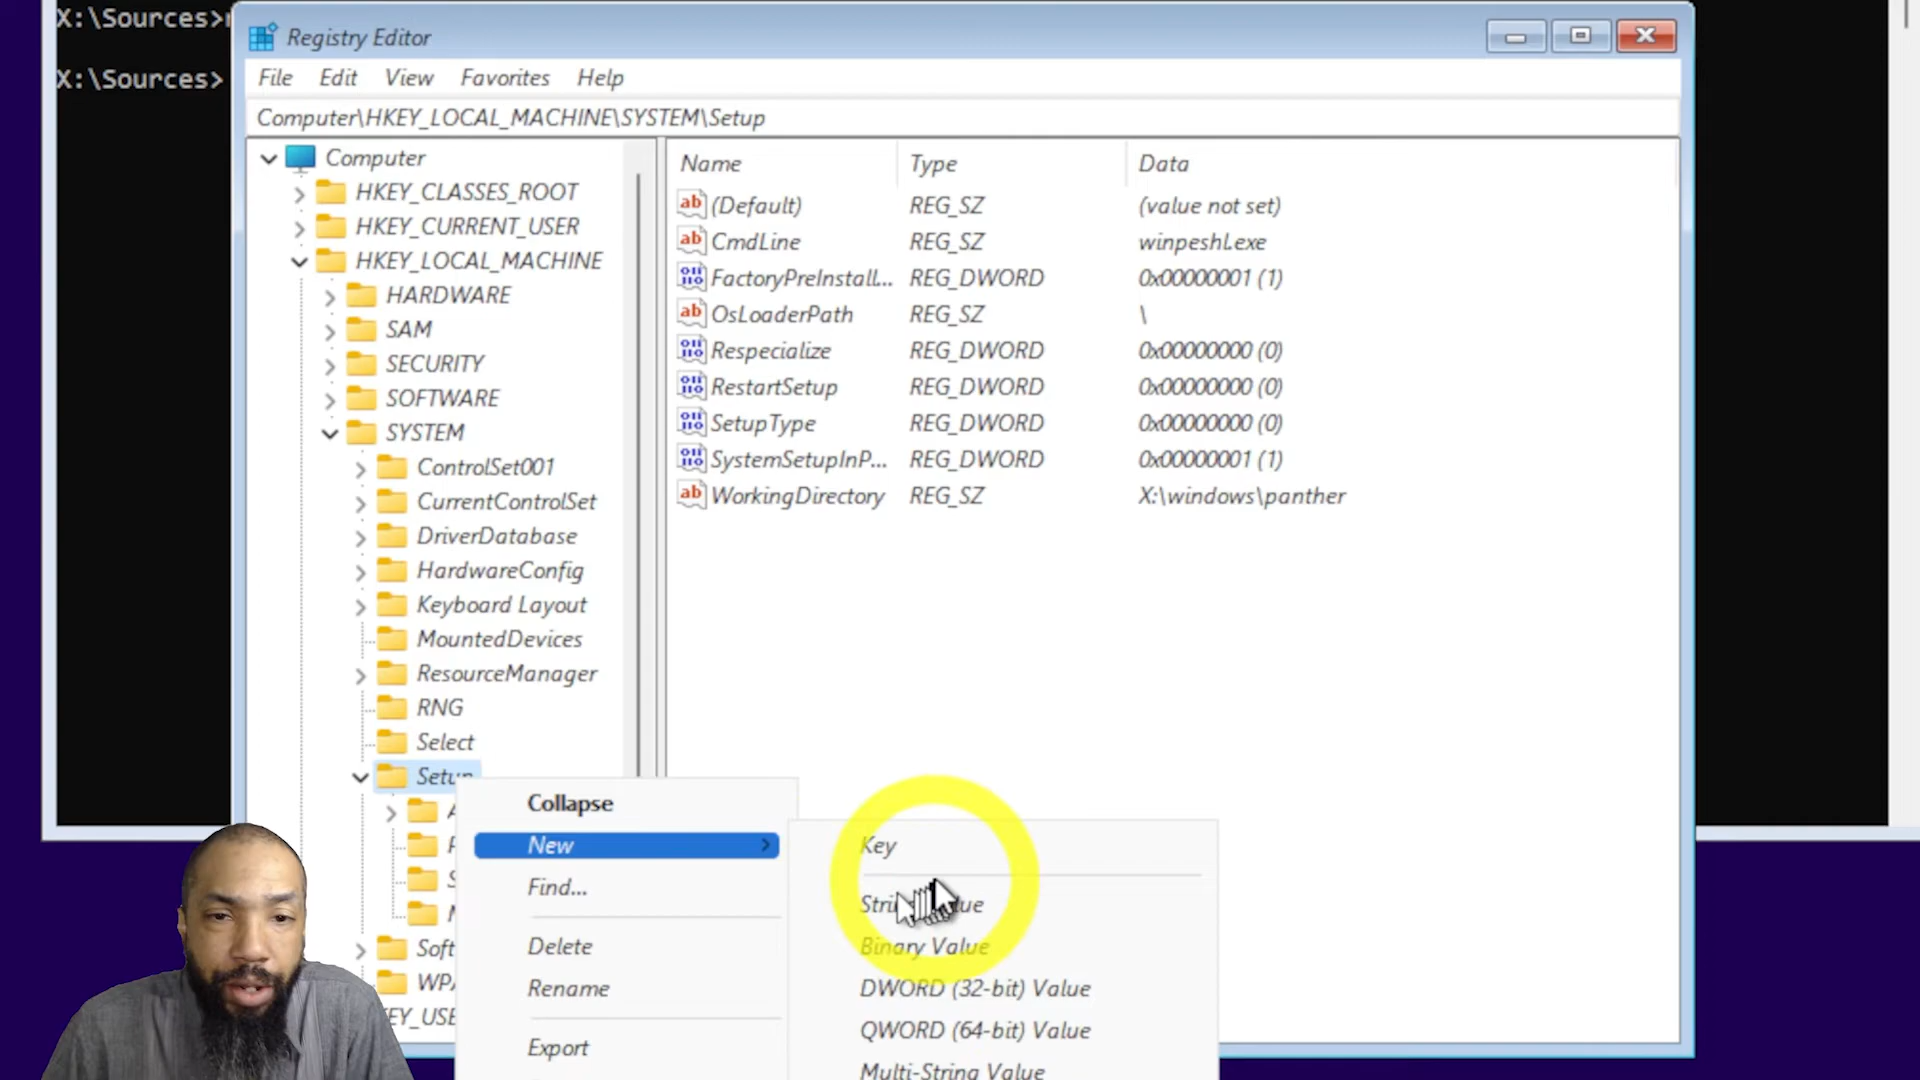 X:\Sources>
X:\Sources>
Registry Editor
File Edit View Favorites Help
Computer\HKEY_LOCAL_MACHINE\SYSTEM\Setup
Computer
HKEY_CLASSES_ROOT
HKEY_CURRENT_USER
HKEY_LOCAL_MACHINE
HARDWARE
SAM
SECURITY
SOFTWARE
SYSTEM
ControlSet001
CurrentControlSet
DriverDatabase
HardwareConfig
Keyboard Layout
MountedDevices
ResourceManager
RNG
Select
Setup
Name Type Data
(Default) REG_SZ (value not set)
CmdLine REG_SZ winpeshl.exe
FactoryPreInstall... REG_DWORD 0x00000001 (1)
OsLoaderPath REG_SZ \
Respecialize REG_DWORD 0x00000000 (0)
RestartSetup REG_DWORD 0x00000000 (0)
SetupType REG_DWORD 0x00000000 (0)
SystemSetupInP... REG_DWORD 0x00000001 (1)
WorkingDirectory REG_SZ X:\windows\panther
Collapse
New
Find...
Delete
Rename
Export
Key
Binary Value
DWORD (32-bit) Value
QWORD (64-bit) Value
Multi-String Value